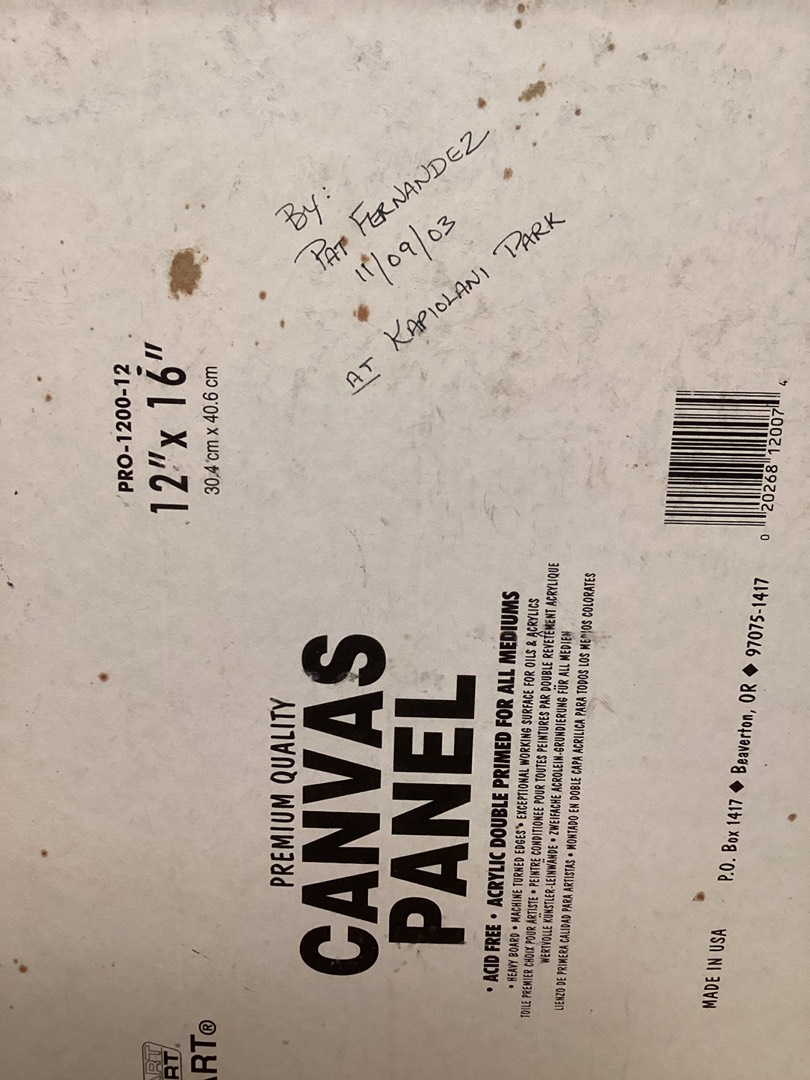 PRO-1200-12
12" x 16"
30.4 cm x 40.6 cm
By:
PAT FERNANDEZ
11/09/03
AT KAPIOLANI PARK
PREMIUM QUALITY
CANVAS
PANEL
• ACID FREE • ACRYLIC DOUBLE PRIMED FOR ALL MEDIUMS
• HEAVY BOARD • MACHINE TURNED EDGES • EXCEPTIONAL WORKING SURFACE FOR OILS & ACRYLICS
TOILE PREMIER CHOIX POUR ARTISTE • PEINTRE CONDITIONEE POUR TOUTES PEINTURES PAR DOUBLE REVETEMENT ACRYLIQUE
WERTVOLLE KÜNSTLER-LEINWANDE • ZWEIFACHE ACROLEIN-GRUNDIERUNG FÜR ALL MEDIEN
LIENZO DE PRIMERA CALIDAD PARA ARTISTAS • MONTADO EN DOBLE CAPA ACRILICA PARA TODOS LOS MEDIOS COLORATES
ART
RT
ART®
MADE IN USA P.O. Box 1417 ◆ Beaverton, OR ◆ 97075-1417
0 20268 12007 4